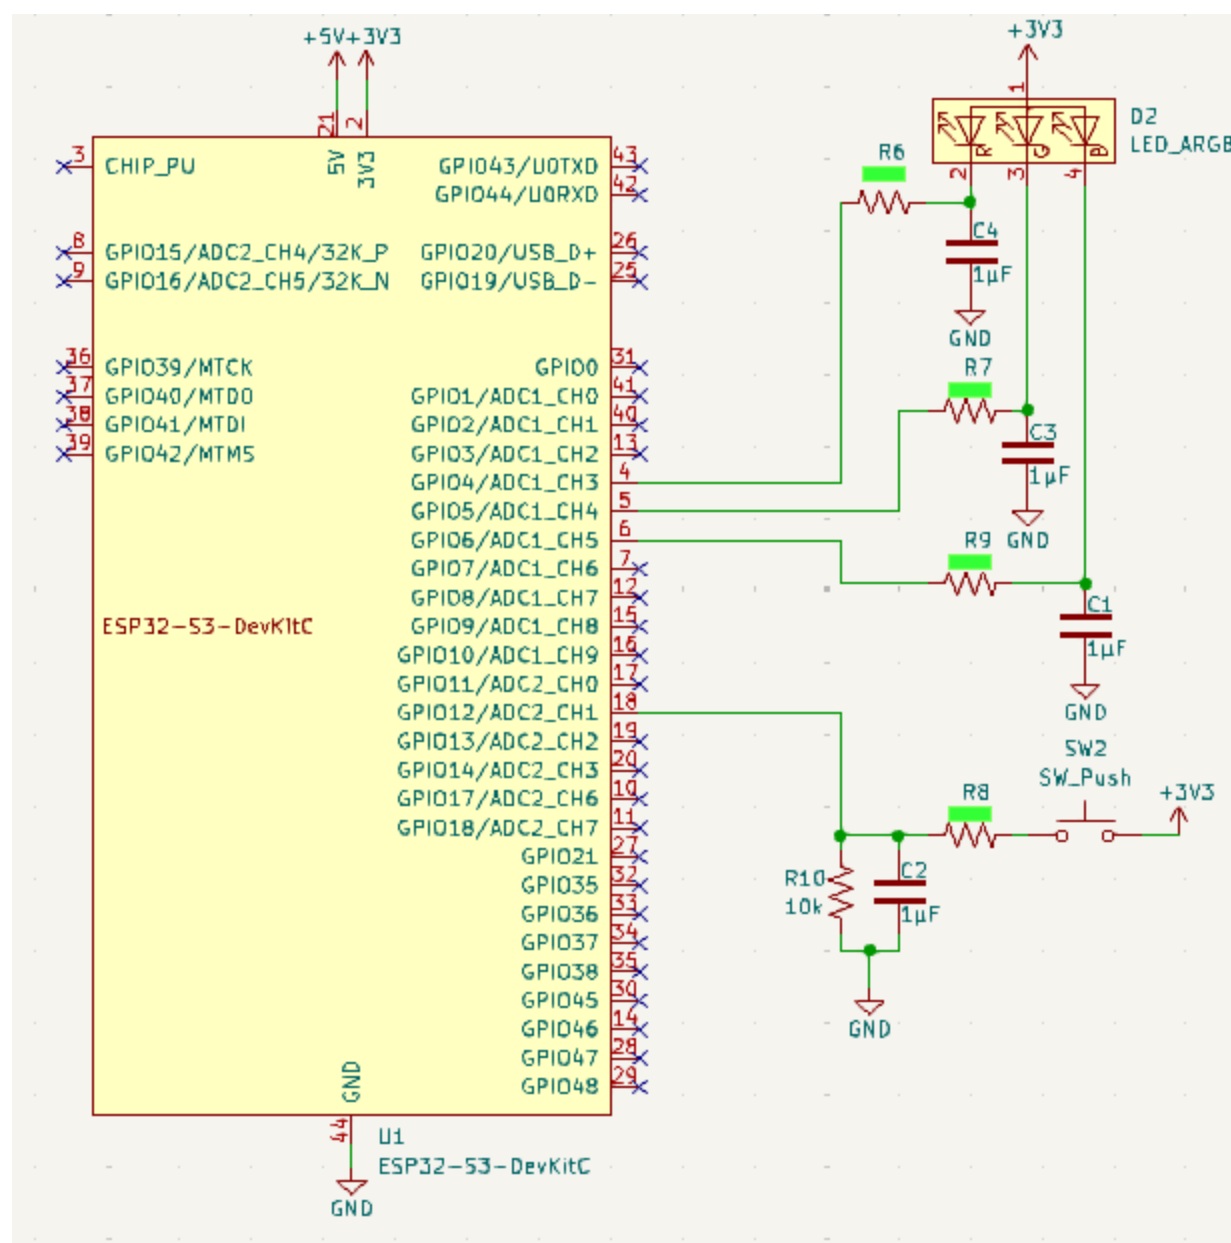 +5V+3V3
21
2
5V
3V3
3
CHIP_PU
8
GPIO15/ADC2_CH4/32K_P
9
GPIO16/ADC2_CH5/32K_N
36
GPIO39/MTCK
37
GPIO40/MTDO
38
GPIO41/MTDI
39
GPIO42/MTMS
ESP32-S3-DevKitC
GPIO43/U0TXD
43
GPIO44/U0RXD
42
GPIO20/USB_D+
26
GPIO19/USB_D-
25
GPIO0
31
GPIO1/ADC1_CH0
41
GPIO2/ADC1_CH1
40
GPIO3/ADC1_CH2
13
GPIO4/ADC1_CH3
4
GPIO5/ADC1_CH4
5
GPIO6/ADC1_CH5
6
GPIO7/ADC1_CH6
7
GPIO8/ADC1_CH7
12
GPIO9/ADC1_CH8
15
GPIO10/ADC1_CH9
16
GPIO11/ADC2_CH0
17
GPIO12/ADC2_CH1
18
GPIO13/ADC2_CH2
19
GPIO14/ADC2_CH3
20
GPIO17/ADC2_CH6
10
GPIO18/ADC2_CH7
11
GPIO21
27
GPIO35
32
GPIO36
33
GPIO37
34
GPIO38
35
GPIO45
30
GPIO46
14
GPIO47
28
GPIO48
29
GND
44
U1
ESP32-S3-DevKitC
GND
+3V3
1
D2
LED_ARGB
R
G
B
2
3
4
R6
C4
1µF
GND
R7
C3
1µF
GND
R9
C1
1µF
GND
SW2
SW_Push
+3V3
R8
R10
10k
C2
1µF
GND